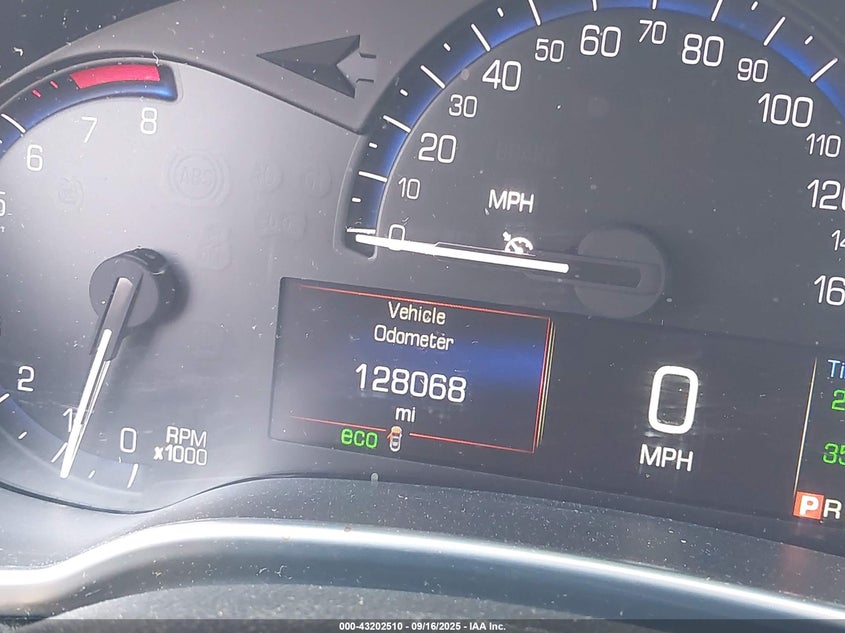 50 60 70 80
40 90
30 100
20 110
10
0
MPH
6 7 8
ABS
2
1
0
RPM
x1000
Vehicle
Odometer
128068
mi
eco
0
MPH
P R
000-43202510 - 09/16/2025 - IAA Inc.